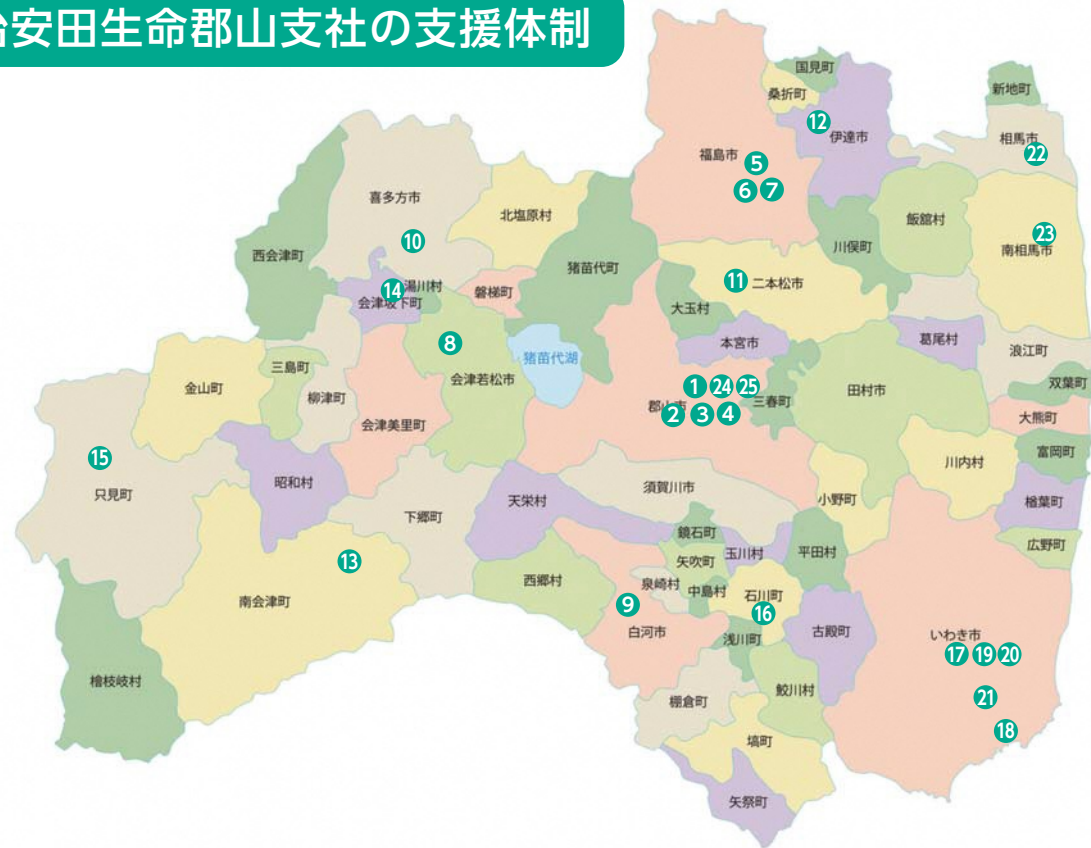 治安田生命郡山支社の支援体制
国見町
桑折町
新地町
⑫
伊達市
相馬市
㉒
福島市
⑤
⑥⑦
喜多方市
⑩
北塩原村
飯舘村
㉓
南相馬市
西会津町
猪苗代町
川俣町
⑪
二本松市
湯川村
⑭
会津坂下町
磐梯町
大玉村
⑧
本宮市
葛尾村
浪江町
猪苗代湖
会津若松市
三島町
金山町
柳津町
双葉町
田村市
①㉔㉕
郡山市
②③④
三春町
大熊町
会津美里町
富岡町
⑮
只見町
川内村
昭和村
須賀川市
天栄村
小野町
楢葉町
下郷町
鏡石町
玉川村
平田村
広野町
⑬
矢吹町
西郷村
泉崎村
中島村
石川町
⑯
南会津町
⑨
白河市
浅川町
古殿町
いわき市
⑰⑲⑳
檜枝岐村
鮫川村
㉑
棚倉町
⑱
塙町
矢祭町